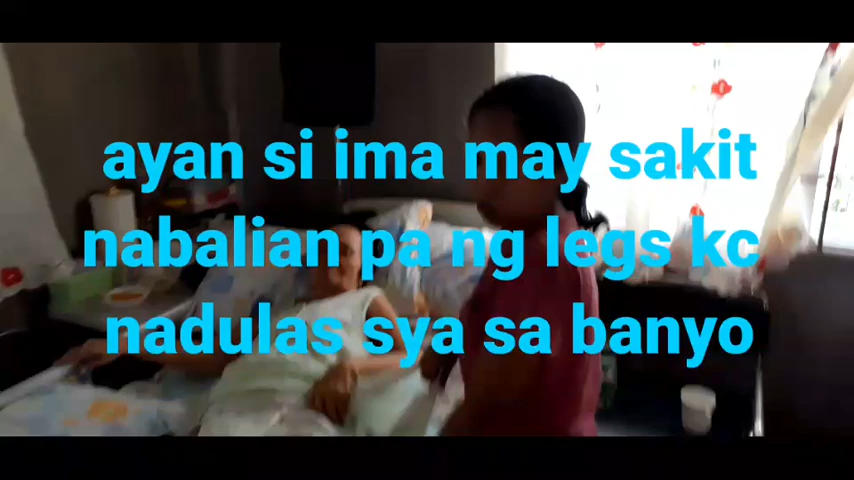 ayan si ima may sakit
nabalian pa ng legs kc
nadulas sya sa banyo